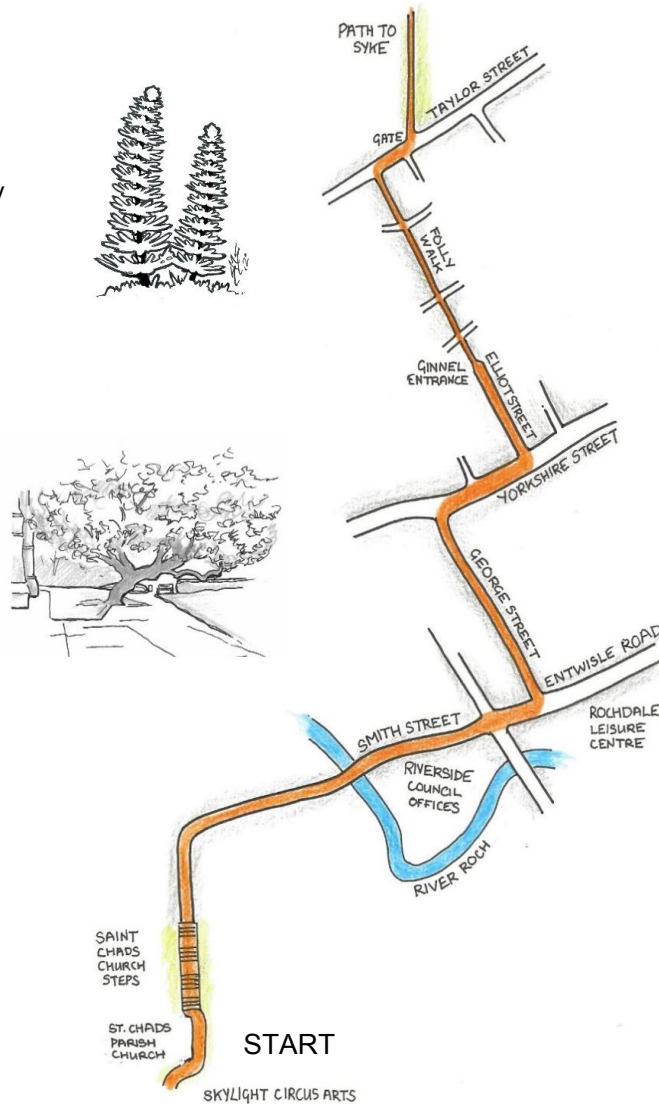 PATH TO
SYKE
TAYLOR STREET
GATE
FOLLY
WALK
GINNEL
ENTRANCE
ELLIOT STREET
YORKSHIRE STREET
GEORGE STREET
ENTWISLE ROAD
SMITH STREET
ROCHDALE
LEISURE
CENTRE
RIVERSIDE
COUNCIL
OFFICES
RIVER ROCH
SAINT
CHADS
CHURCH
STEPS
ST. CHADS
PARISH
CHURCH
START
SKYLIGHT CIRCUS ARTS